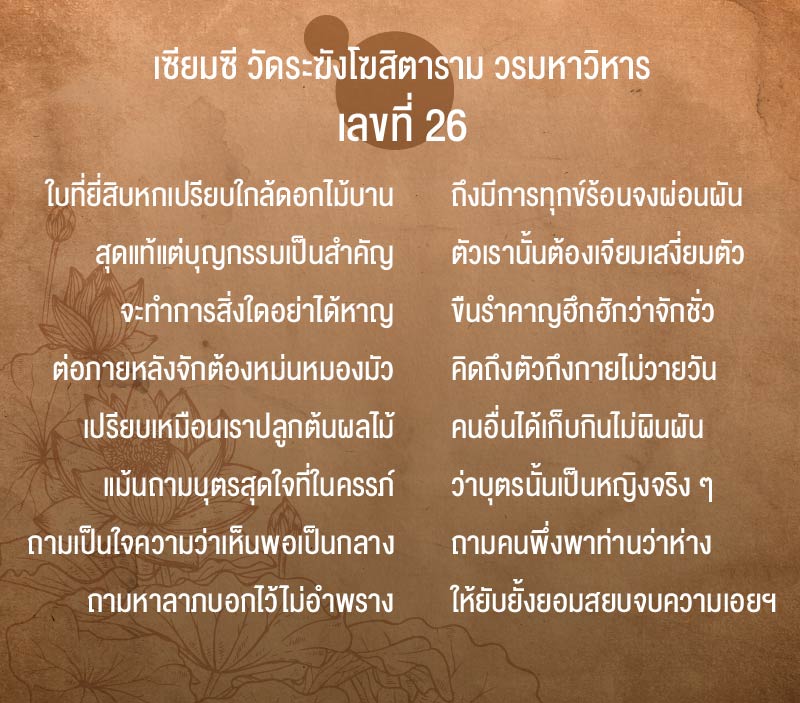 เซียมซี วัดระฆังโฆสิตาราม วรมหาวิหาร
เลขที่ 26
ใบที่ยี่สิบหกเปรียบใกล้ดอกไม้บาน ถึงมีการทุกข์ร้อนจงผ่อนผัน
สุดแท้แต่บุญกรรมเป็นสำคัญ ตัวเรานั้นต้องเจียมเสงี่ยมตัว
จะทำการสิ่งใดอย่าได้หาญ ขืนรำคาญฮึกฮักว่าจักชั่ว
ต่อภายหลังจักต้องหม่นหมองมัว คิดถึงตัวถึงกายไม่วายวัน
เปรียบเหมือนเราปลูกต้นผลไม้ คนอื่นได้เก็บกินไม่ผินผัน
แม้นถามบุตรสุดใจที่ในครรภ์ ว่าบุตรนั้นเป็นหญิงจริง ๆ
ถามเป็นใจความว่าเห็นพอเป็นกลาง ถามคนพึ่งพาท่านว่าห่าง
ถามหาลาภบอกไว้ไม่อำพราง ให้ยับยั้งยอมสยบจบความเอยฯ